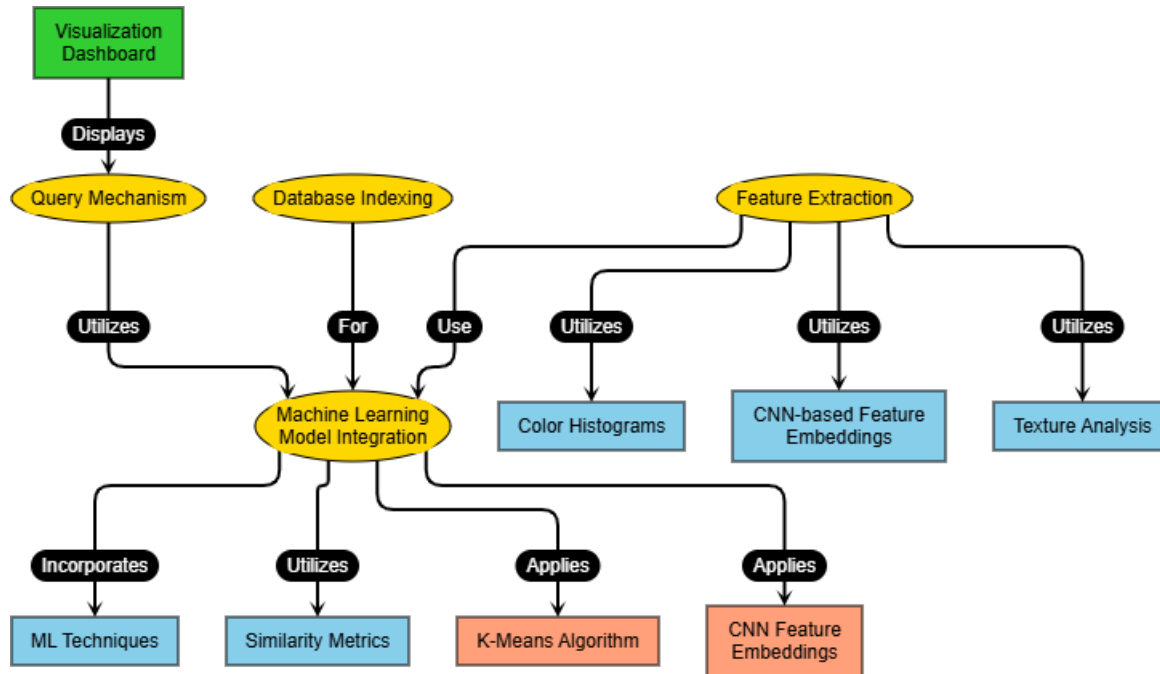 Visualization
Dashboard
Displays
Query Mechanism
Database Indexing
Feature Extraction
Utilizes
For
Use
Utilizes
Utilizes
Utilizes
Machine Learning
Model Integration
Color Histograms
CNN-based Feature
Embeddings
Texture Analysis
Incorporates
Utilizes
Applies
Applies
ML Techniques
Similarity Metrics
K-Means Algorithm
CNN Feature
Embeddings